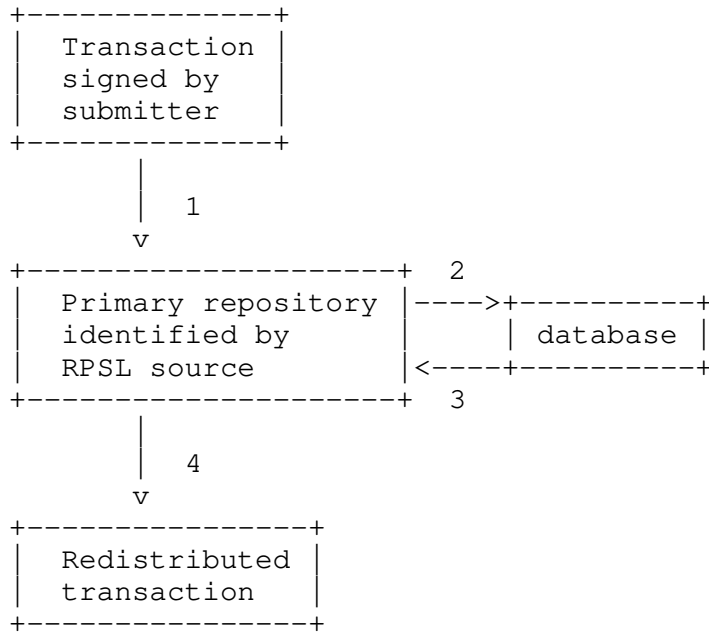 Transaction
signed by
submitter
1
2
Primary repository
identified by
database
RPSL source
3
4
Redistributed
transaction